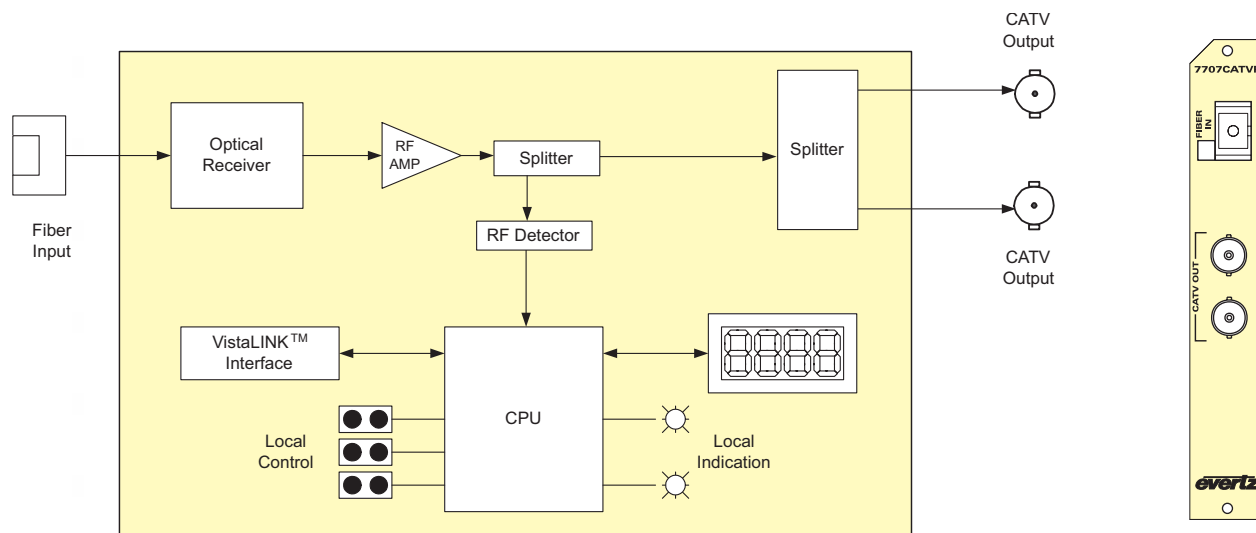 CATV
Output
7707CATV
FIBER
IN
Optical
Receiver
RF
AMP
Splitter
Splitter
RF Detector
Fiber
Input
CATV
Output
CATV OUT
VistaLINK™
Interface
CPU
Local
Control
Local
Indication
evertz